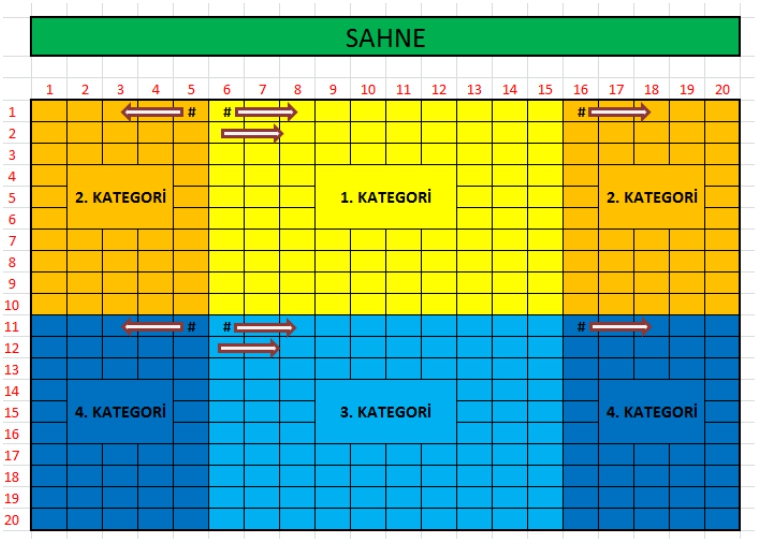 SAHNE
1 2 3 4 5 6 7 8 9 10 11 12 13 14 15 16 17 18 19 20
1 # # #
2
3
4
5 2. KATEGORİ 1. KATEGORİ 2. KATEGORİ
6
7
8
9
10
11 # # #
12
13
14
15 4. KATEGORİ 3. KATEGORİ 4. KATEGORİ
16
17
18
19
20